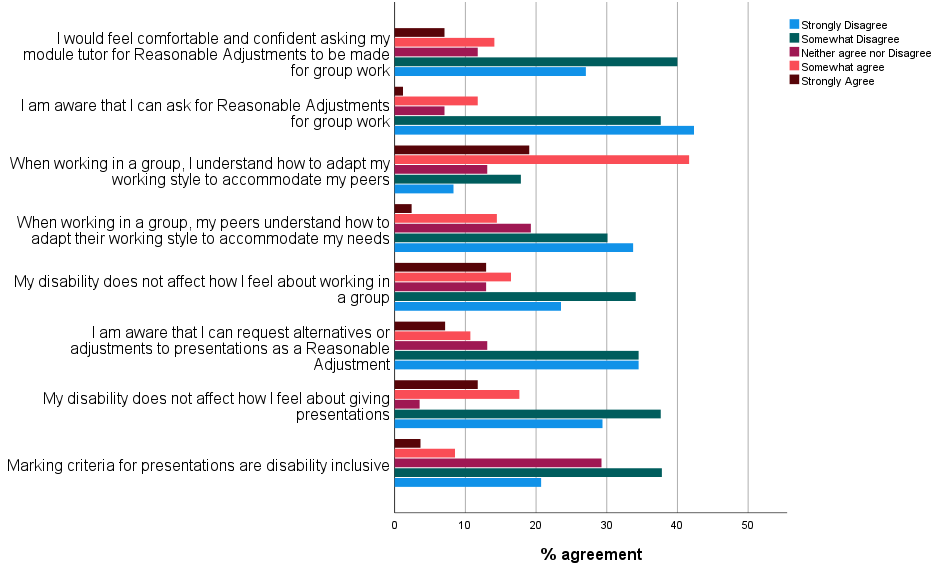 I would feel comfortable and confident asking my
module tutor for Reasonable Adjustments to be made
for group work
I am aware that I can ask for Reasonable Adjustments
for group work
When working in a group, I understand how to adapt my
working style to accommodate my peers
When working in a group, my peers understand how to
adapt their working style to accommodate my needs
My disability does not affect how I feel about working in
a group
I am aware that I can request alternatives or
adjustments to presentations as a Reasonable
Adjustment
My disability does not affect how I feel about giving
presentations
Marking criteria for presentations are disability inclusive
0 10 20 30 40 50
% agreement
Strongly Disagree
Somewhat Disagree
Neither agree nor Disagree
Somewhat agree
Strongly Agree